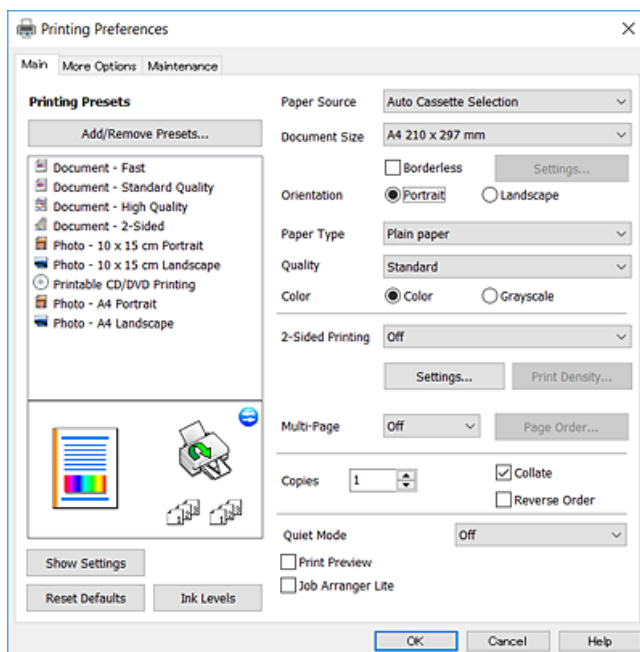 Printing Preferences
Main More Options Maintenance
Printing Presets
Add/Remove Presets...
Document - Fast
Document - Standard Quality
Document - High Quality
Document - 2-Sided
Photo - 10 x 15 cm Portrait
Photo - 10 x 15 cm Landscape
Printable CD/DVD Printing
Photo - A4 Portrait
Photo - A4 Landscape
Show Settings
Reset Defaults Ink Levels
Paper Source Auto Cassette Selection
Document Size A4 210 x 297 mm
Borderless Settings...
Orientation Portrait Landscape
Paper Type Plain paper
Quality Standard
Color Color Grayscale
2-Sided Printing Off
Settings... Print Density...
Multi-Page Off Page Order...
Copies 1 Collate
Reverse Order
Quiet Mode Off
Print Preview
Job Arranger Lite
OK Cancel Help